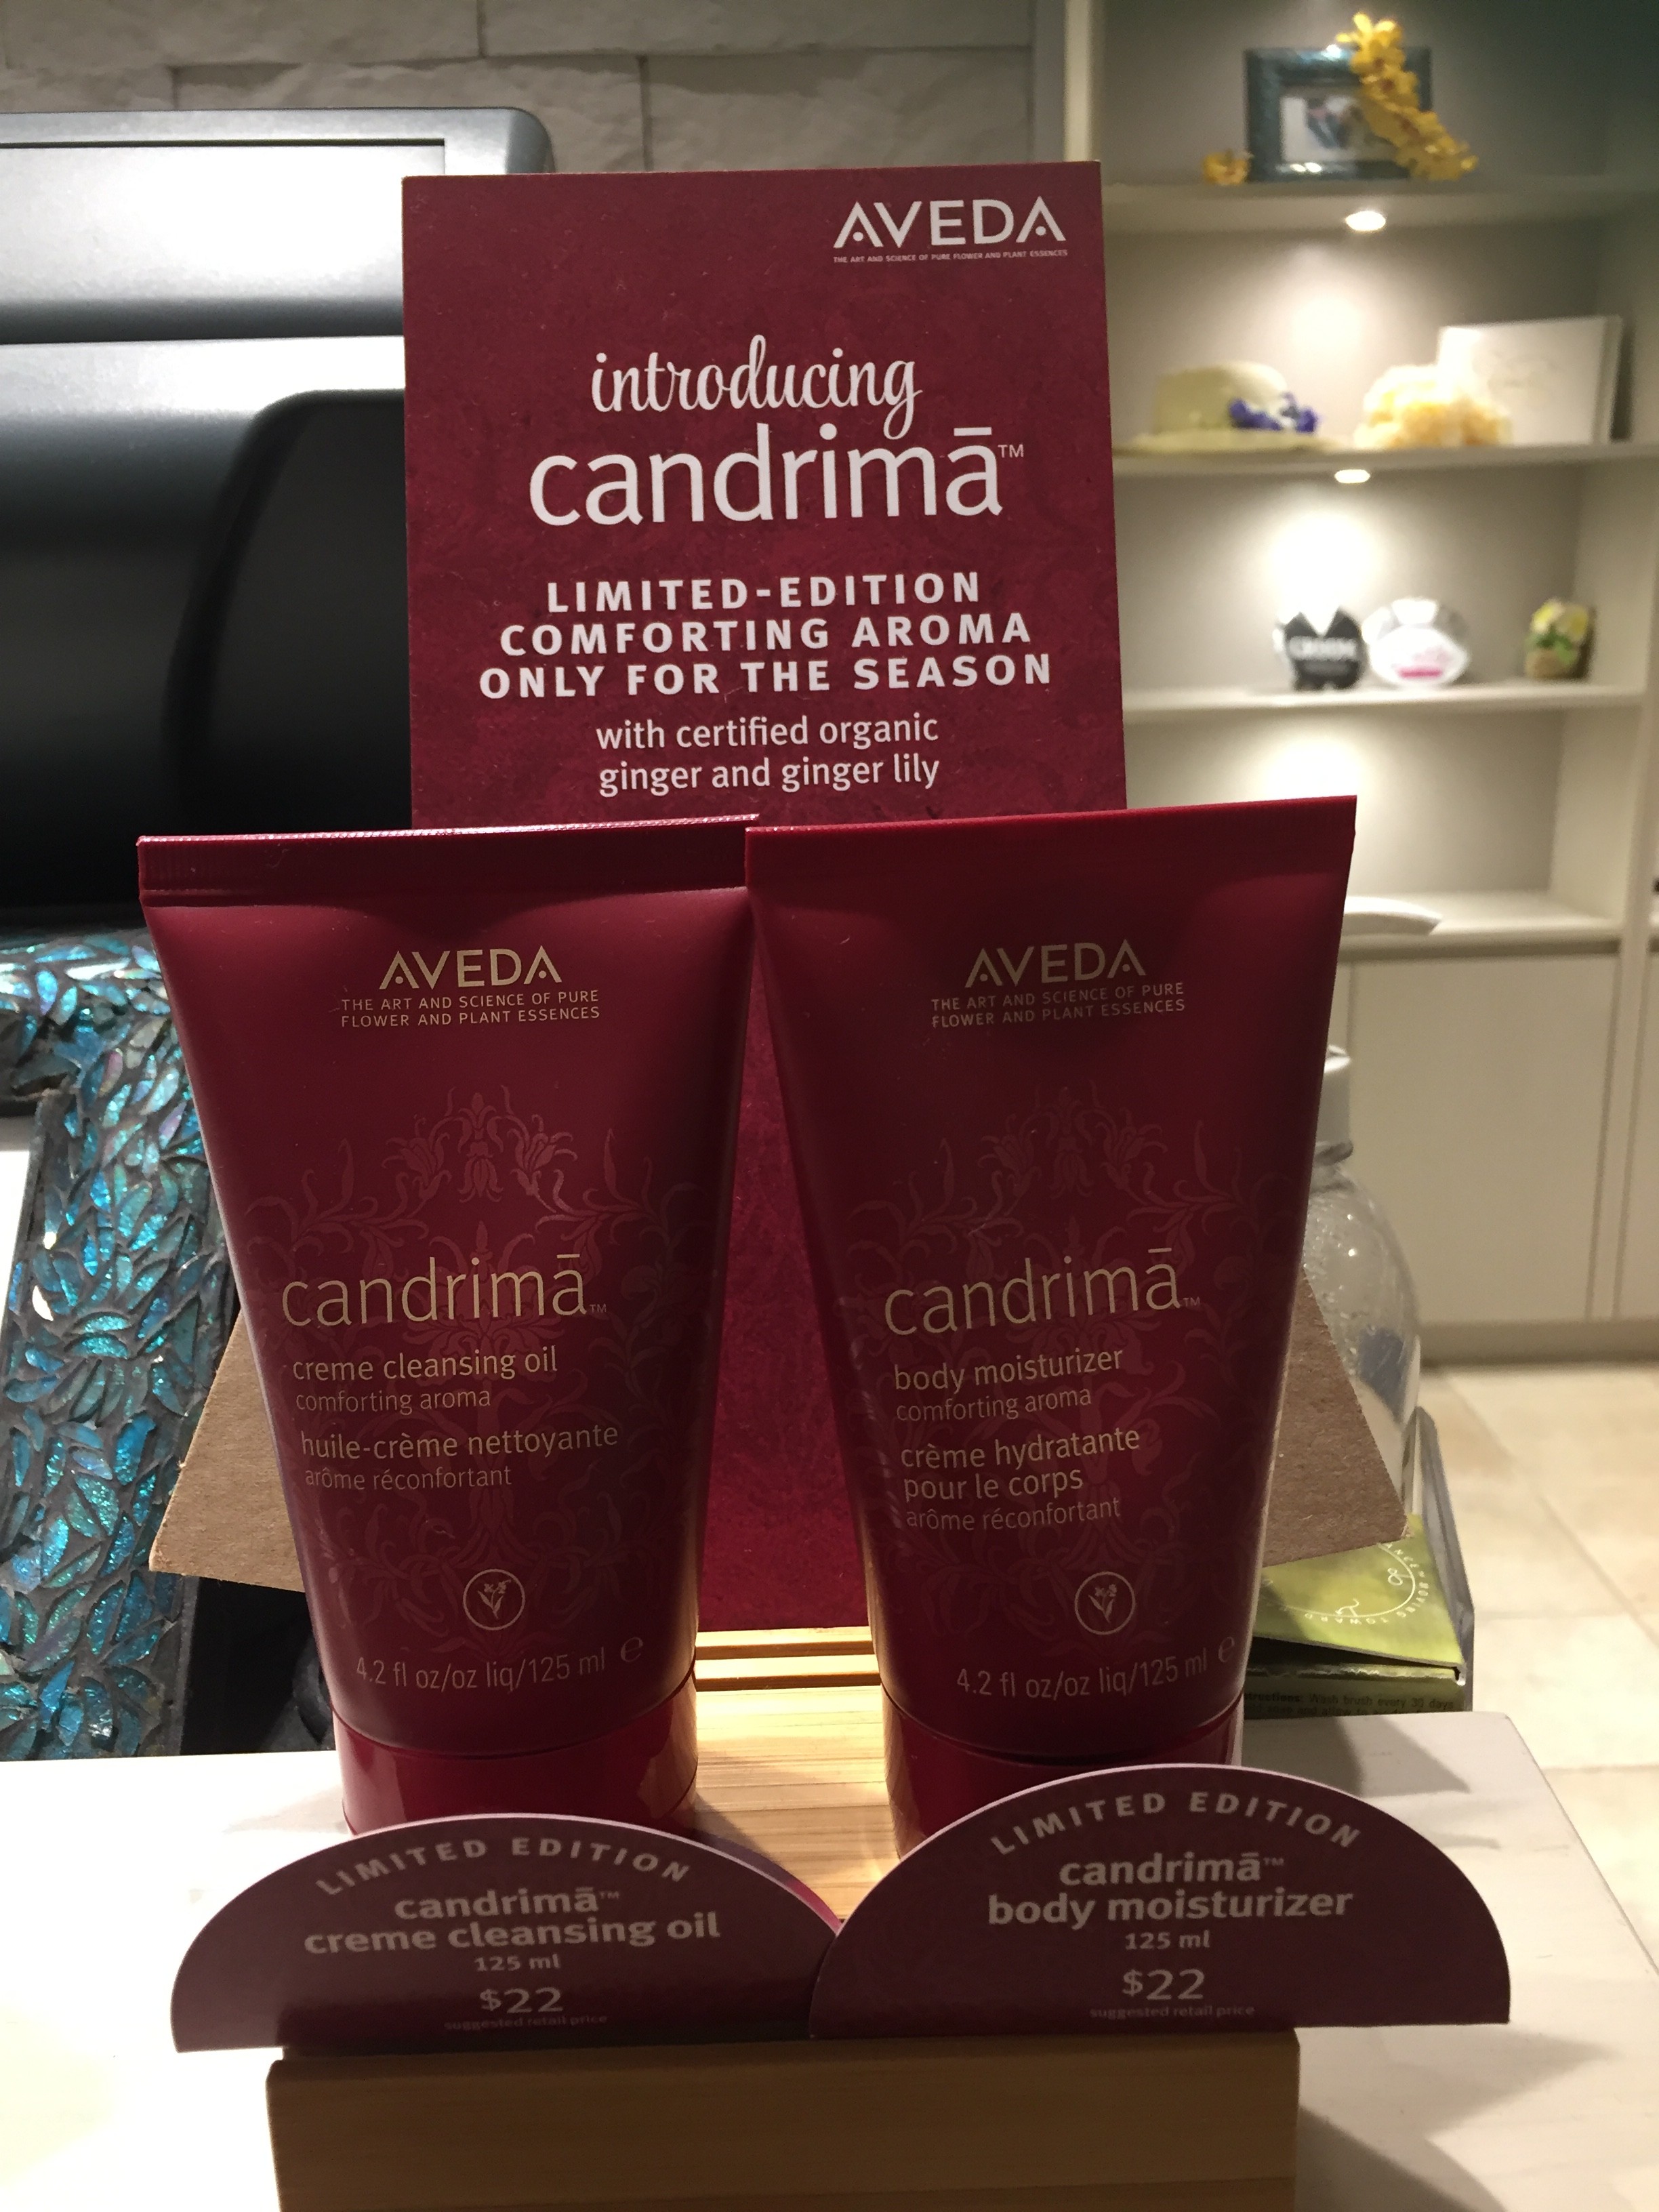 AVEDA
THE ART AND SCIENCE OF PURE FLOWER AND PLANT ESSENCES
introducing
candrimā™
LIMITED-EDITION
COMFORTING AROMA
ONLY FOR THE SEASON
with certified organic
ginger and ginger lily
AVEDA
THE ART AND SCIENCE OF PURE
FLOWER AND PLANT ESSENCES
candrimā™
creme cleansing oil
comforting aroma
huile-crème nettoyante
arôme réconfortant
4.2 fl oz/oz liq/125 ml e
AVEDA
THE ART AND SCIENCE OF PURE
FLOWER AND PLANT ESSENCES
candrimā™
body moisturizer
comforting aroma
crème hydratante
pour le corps
arôme réconfortant
4.2 fl oz/oz liq/125 ml e
LIMITED EDITION
candrimā™
creme cleansing oil
125 ml
$22
suggested retail price
LIMITED EDITION
candrimā™
body moisturizer
125 ml
$22
suggested retail price
Wash brush every 30 days